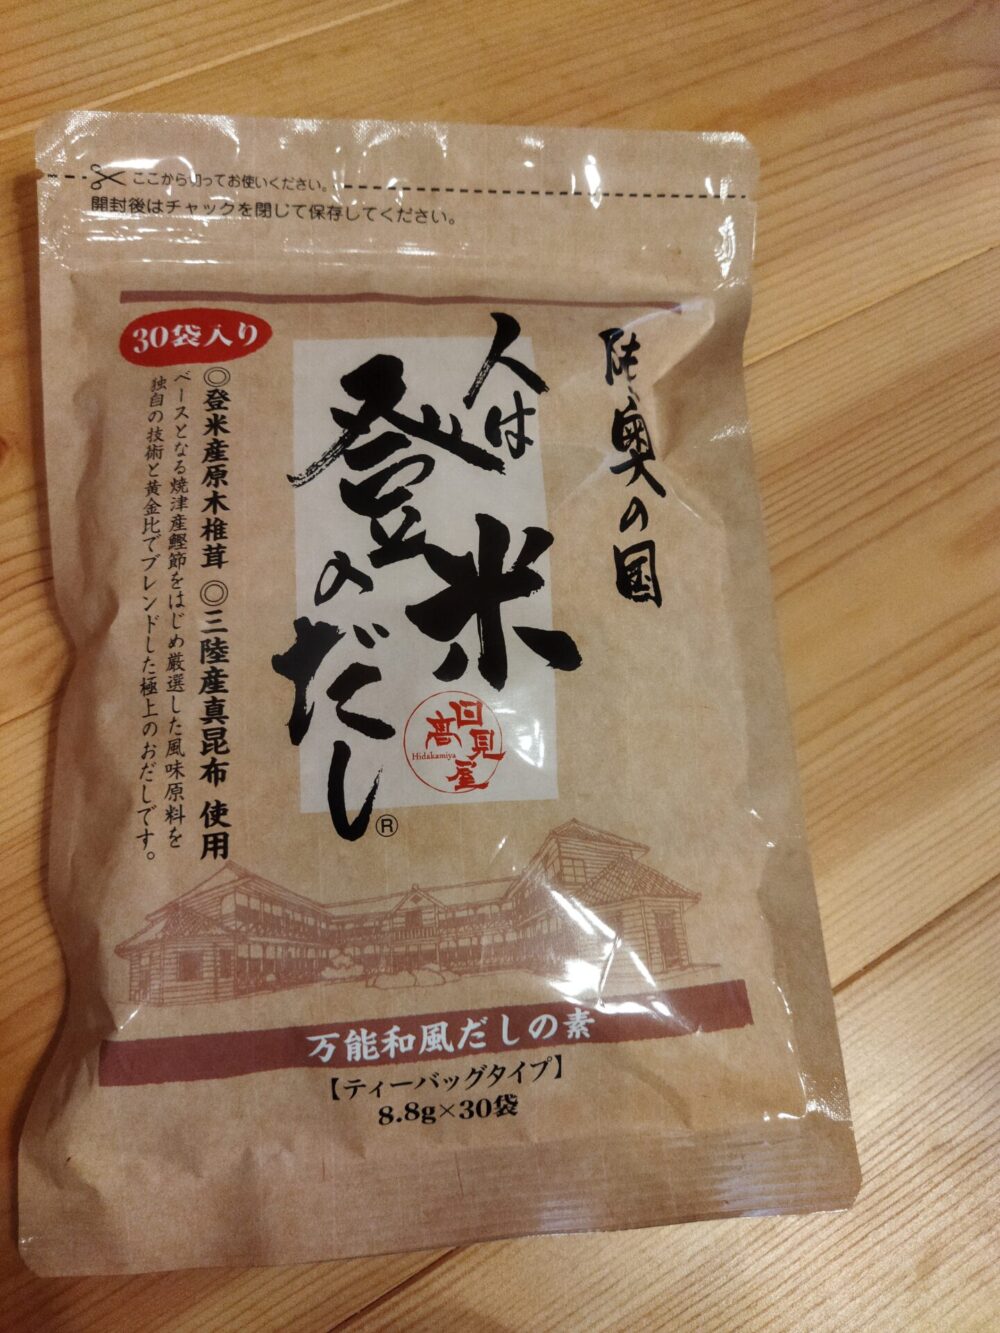 ここから切ってお使いください。
開封後はチャックを閉じて保存してください。
陸奥の国
人は
登米
のだし®
日高見屋
Hidakamiya
30袋入り
◎登米産原木椎茸 ◎三陸産真昆布 使用
ベースとなる焼津産鰹節をはじめ厳選した風味原料を
独自の技術と黄金比でブレンドした極上のおだしです。
万能和風だしの素
【ティーバッグタイプ】
8.8g×30袋